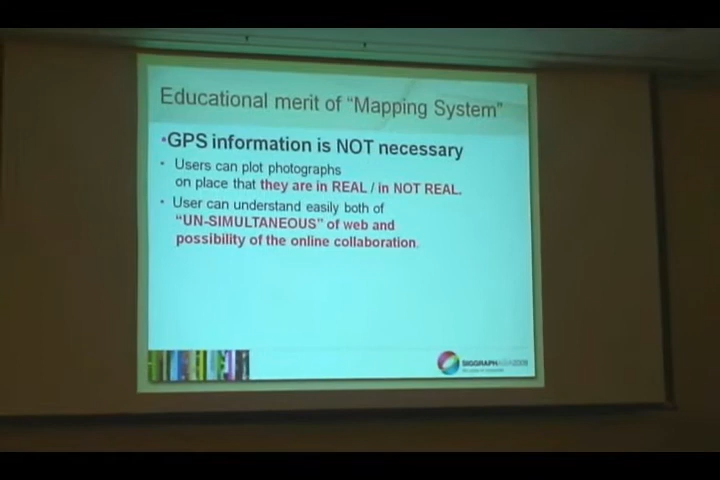 Educational merit of “Mapping System”
•GPS information is NOT necessary
• Users can plot photographs
on place that they are in REAL / in NOT REAL.
• User can understand easily both of
“UN-SIMULTANEOUS” of web and
possibility of the online collaboration.
SIGGRAPHASIA2009